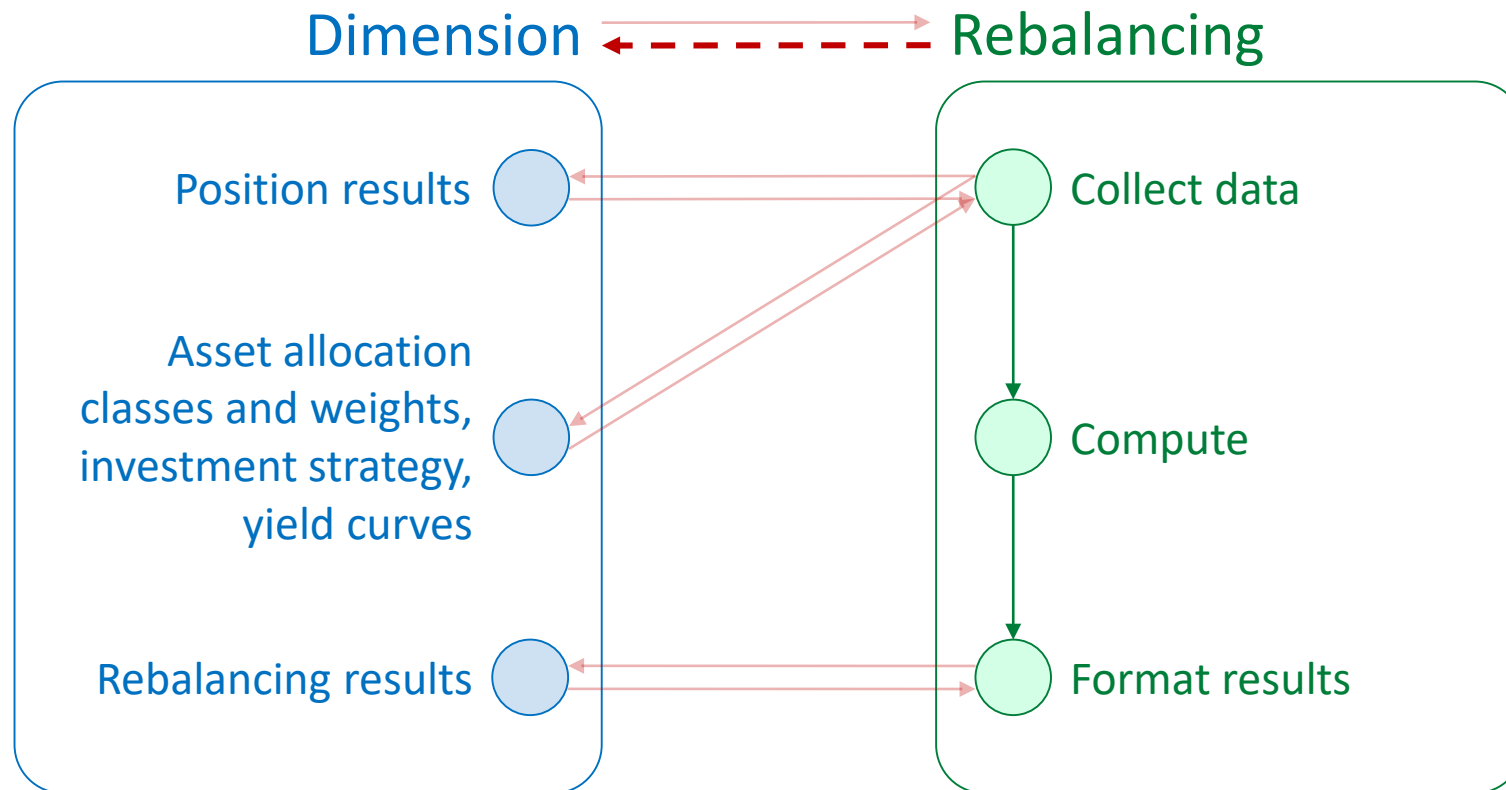 Dimension
Rebalancing
Position results
Collect data
Asset allocation
classes and weights,
investment strategy,
yield curves
Compute
Rebalancing results
Format results